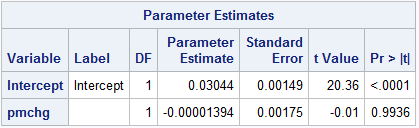 Parameter Estimates
Variable Label DF Parameter Estimate Standard Error t Value Pr > |t|
Intercept Intercept 1 0.03044 0.00149 20.36 <.0001
pmchg 1 -0.00001394 0.00175 -0.01 0.9936